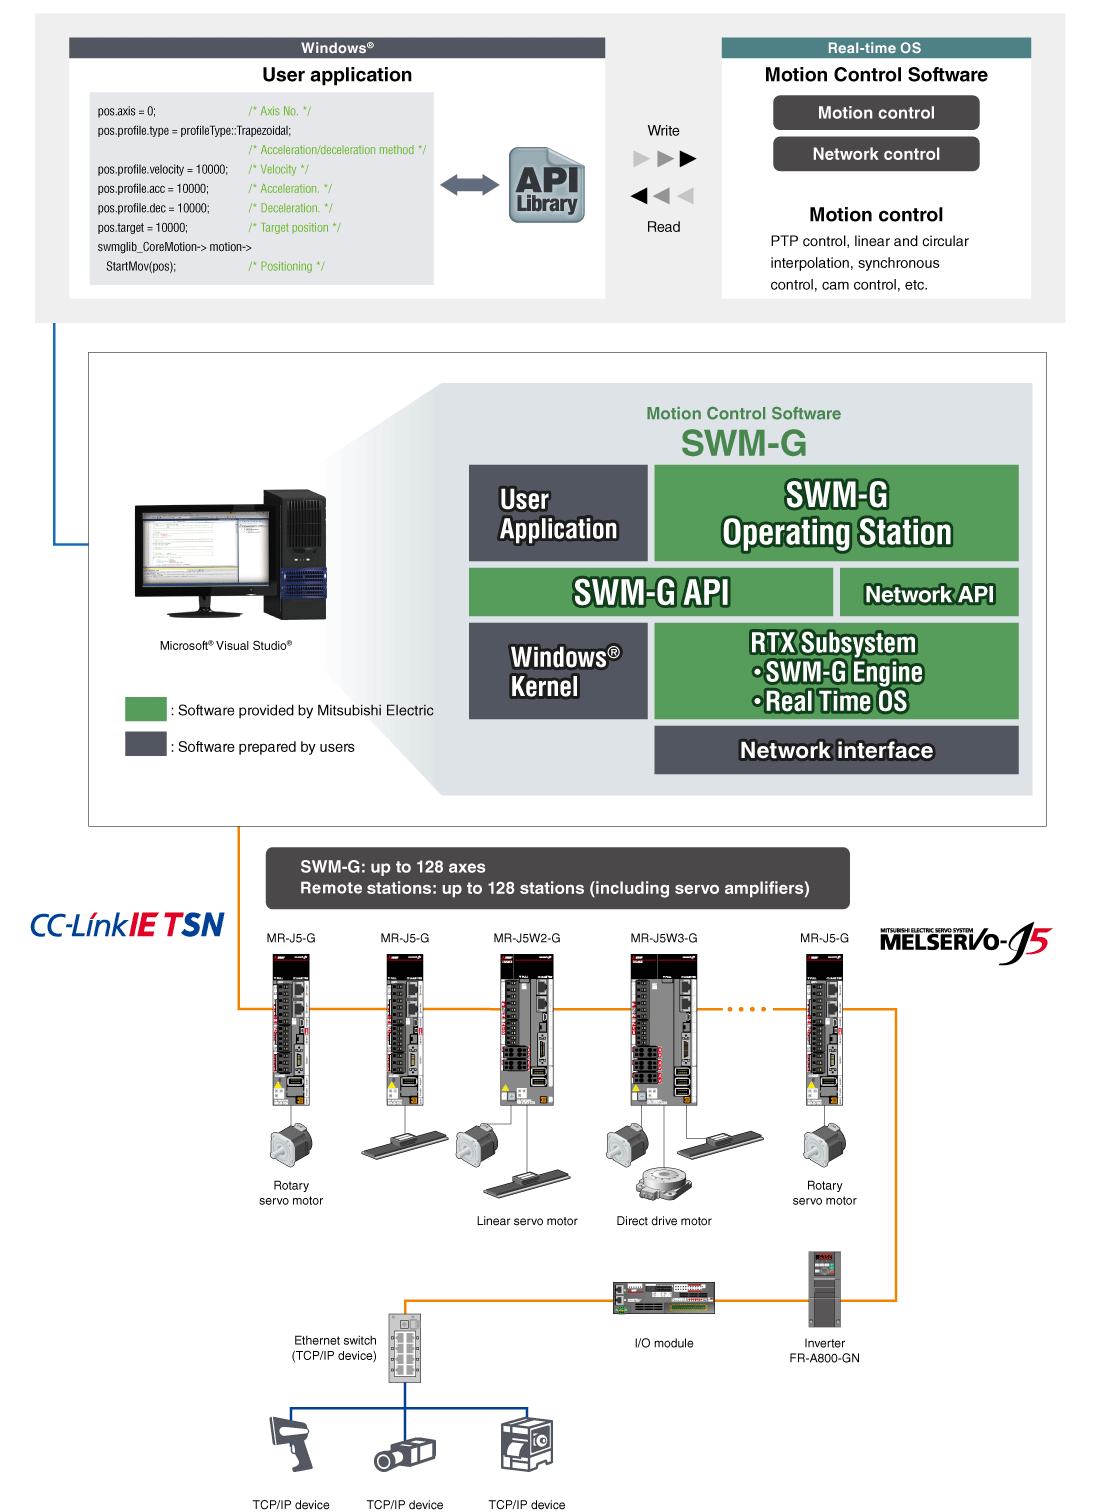 Windows®
User application
pos.axis = 0; /* Axis No. */
pos.profile.type = profileType::Trapezoidal;
/* Acceleration/deceleration method */
pos.profile.velocity = 10000; /* Velocity */
pos.profile.acc = 10000; /* Acceleration. */
pos.profile.dec = 10000; /* Deceleration. */
pos.target = 10000; /* Target position */
swmglib_CoreMotion-> motion->
StartMov(pos); /* Positioning */
API
Library
Write
Read
Real-time OS
Motion Control Software
Motion control
Network control
Motion control
PTP control, linear and circular
interpolation, synchronous
control, cam control, etc.
Motion Control Software
SWM-G
User
Application
SWM-G
Operating Station
SWM-G API
Network API
Windows®
Kernel
RTX Subsystem
・SWM-G Engine
・Real Time OS
Network interface
Microsoft® Visual Studio®
: Software provided by Mitsubishi Electric
: Software prepared by users
SWM-G: up to 128 axes
Remote stations: up to 128 stations (including servo amplifiers)
CC-Link IE TSN
MITSUBISHI ELECTRIC SERVO SYSTEM
MELSERVO-J5
MR-J5-G
MR-J5-G
MR-J5W2-G
MR-J5W3-G
MR-J5-G
Rotary
servo motor
Linear servo motor
Direct drive motor
Rotary
servo motor
I/O module
Inverter
FR-A800-GN
Ethernet switch
(TCP/IP device)
TCP/IP device
TCP/IP device
TCP/IP device